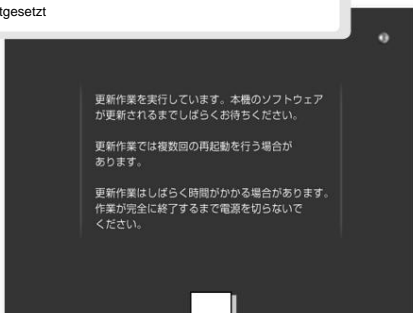 tgesetzt
更新作業を実行しています。本機のソフトウェア
が更新されるまでしばらくお待ちください。
更新作業では複数回の再起動を行う場合が
あります。
更新作業はしばらく時間がかかる場合があります。
作業が完全に終了するまで電源を切らないで
ください。